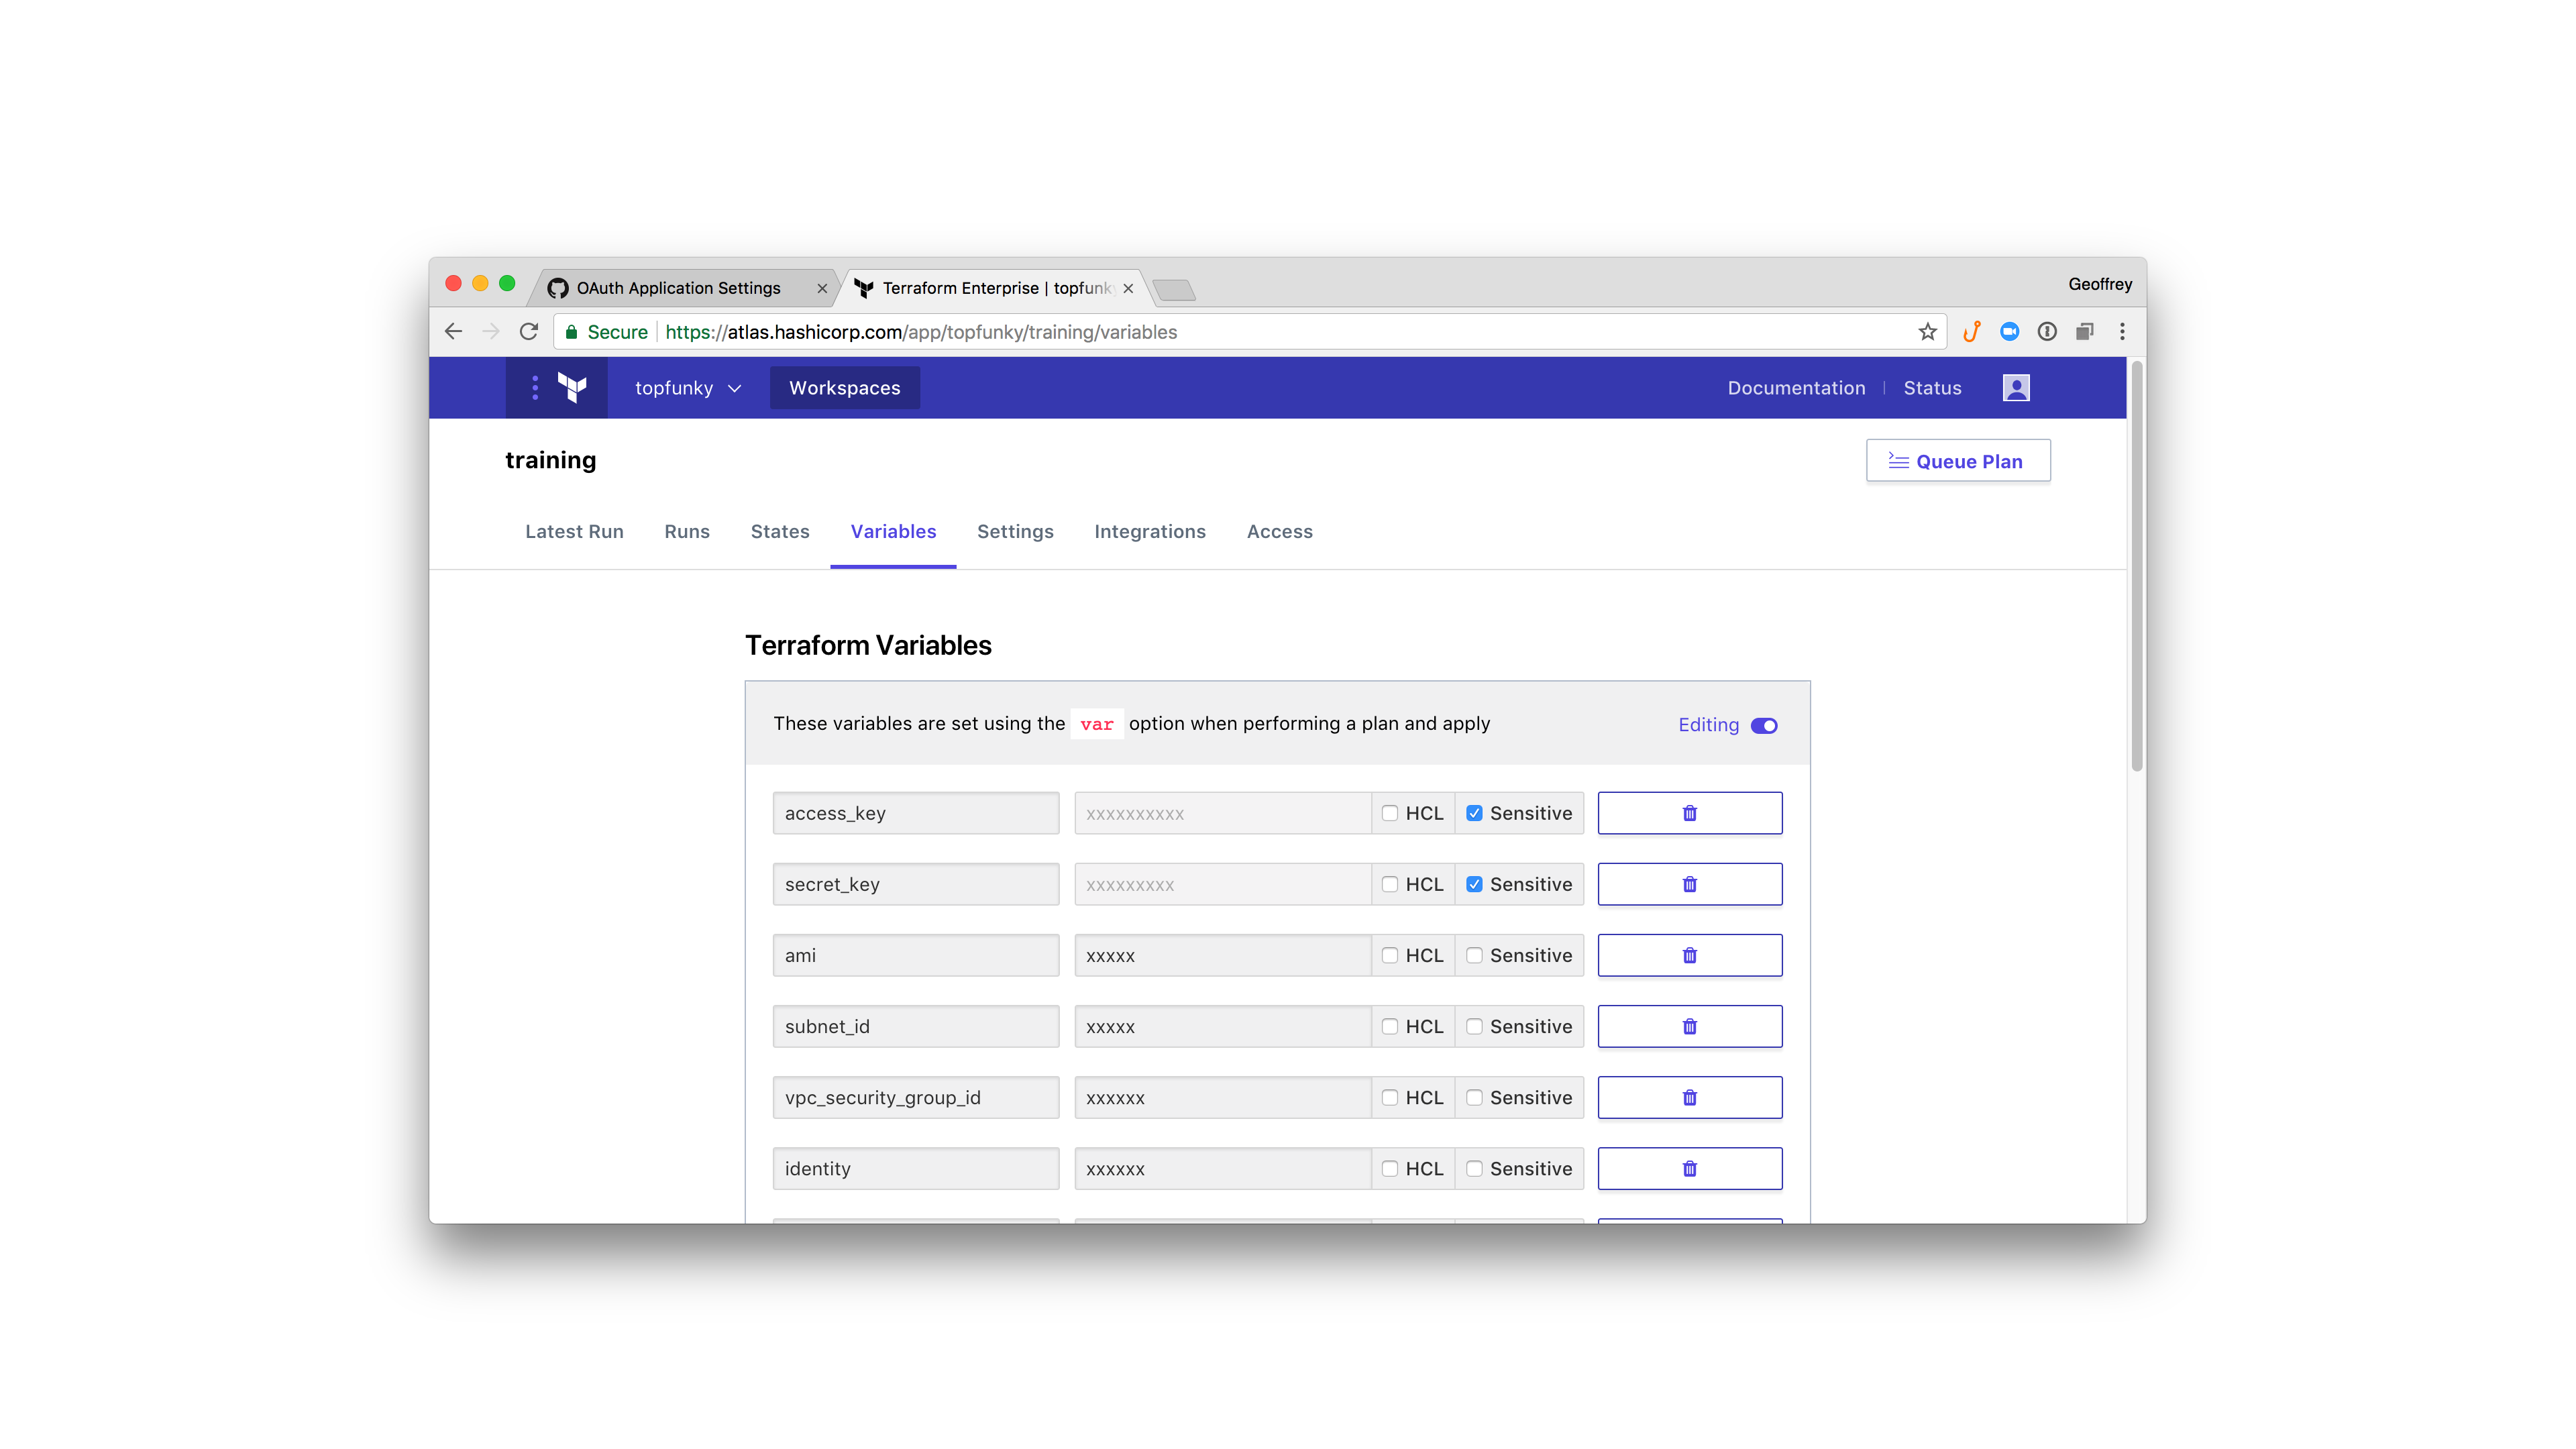 Geoffrey
OAuth Application Settings
Terraform Enterprise | topfunk
Secure https://atlas.hashicorp.com/app/topfunky/training/variables
topfunky Workspaces Documentation Status
training Queue Plan
Latest Run Runs States Variables Settings Integrations Access
Terraform Variables
These variables are set using the var option when performing a plan and apply Editing
access_key xxxxxxxxxx HCL Sensitive
secret_key xxxxxxxxx HCL Sensitive
ami xxxxx HCL Sensitive
subnet_id xxxxx HCL Sensitive
vpc_security_group_id xxxxxx HCL Sensitive
identity xxxxxx HCL Sensitive